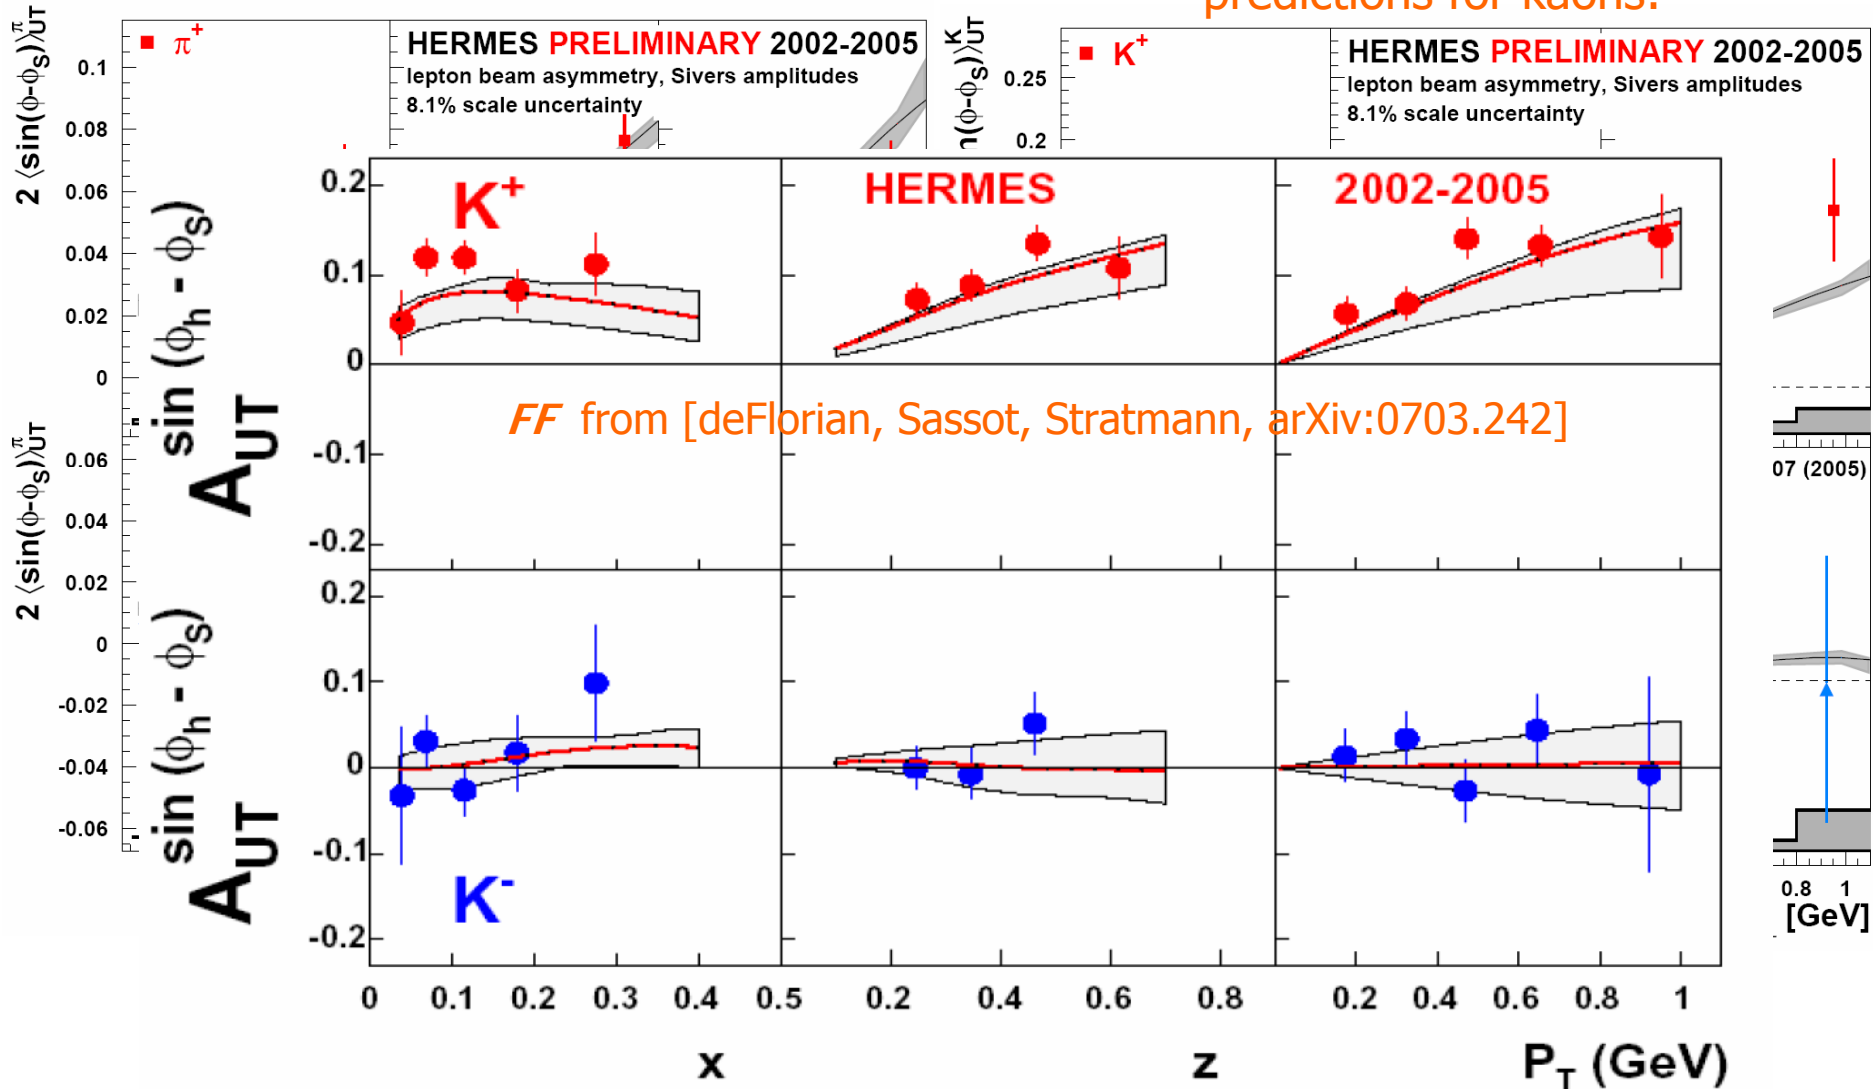 predictions for kaons!
2 ⟨sin(ϕ-ϕS)⟩πUT
π+
HERMES PRELIMINARY 2002-2005
lepton beam asymmetry, Sivers amplitudes
8.1% scale uncertainty
0.1
0.08
0.06
0.04
0.02
0
n(ϕ-ϕS)⟩KUT
K+
HERMES PRELIMINARY 2002-2005
lepton beam asymmetry, Sivers amplitudes
8.1% scale uncertainty
0.25
0.2
2 ⟨sin(ϕ-ϕS)⟩πUT
0.06
0.04
0.02
0
-0.02
-0.04
-0.06
AUT sin (ϕh - ϕS)
0.2
0.1
0
-0.1
-0.2
K+
HERMES
2002-2005
FF from [deFlorian, Sassot, Stratmann, arXiv:0703.242]
07 (2005)
AUT sin (ϕh - ϕS)
0.2
0.1
0
-0.1
-0.2
K-
0.8 1
[GeV]
0 0.1 0.2 0.3 0.4 0.5 0.2 0.4 0.6 0.8 0.2 0.4 0.6 0.8 1
x z PT (GeV)